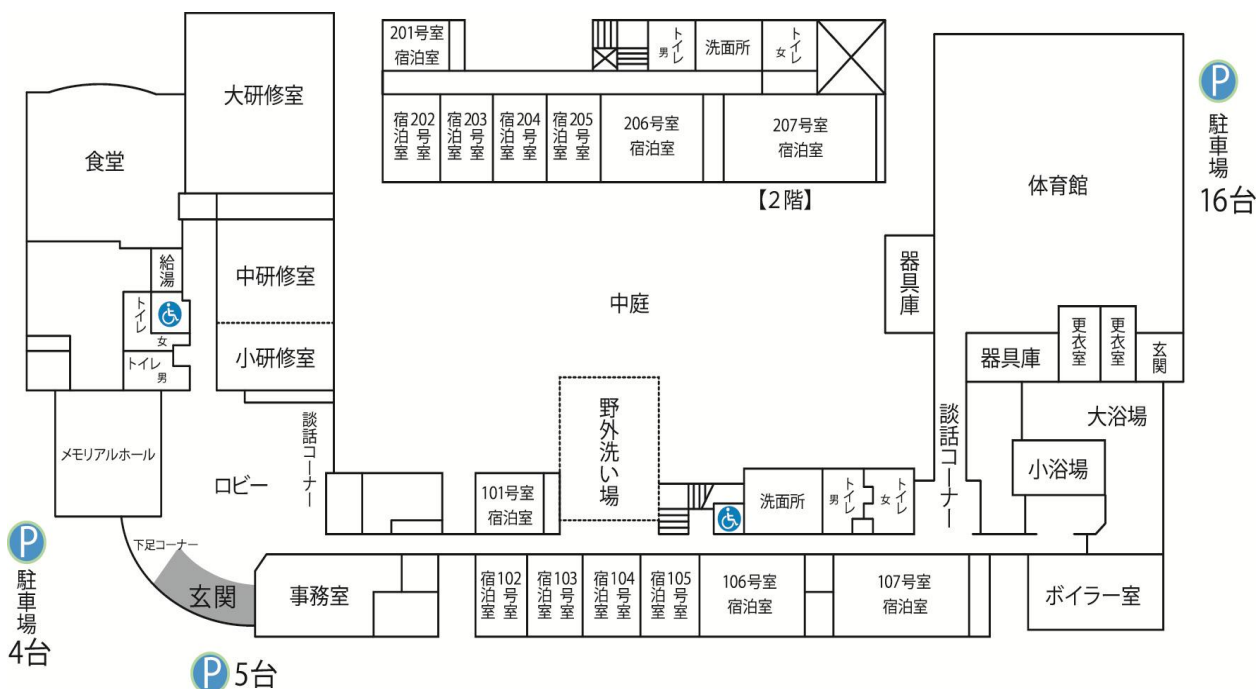 201号室
宿泊室
トイレ
男
洗面所
トイレ
女
大研修室
P
駐車場
16台
202号室
宿泊室
203号室
宿泊室
204号室
宿泊室
205号室
宿泊室
206号室
宿泊室
207号室
宿泊室
食堂
体育館
【2階】
給湯
中研修室
器具庫
中庭
トイレ
女
小研修室
器具庫
更衣室
更衣室
玄関
トイレ
男
野外洗い場
談話コーナー
談話コーナー
大浴場
メモリアルホール
ロビー
小浴場
101号室
宿泊室
洗面所
トイレ
男
トイレ
女
P
駐車場
4台
下足コーナー
玄関
事務室
102号室
宿泊室
103号室
宿泊室
104号室
宿泊室
105号室
宿泊室
106号室
宿泊室
107号室
宿泊室
ボイラー室
P 5台